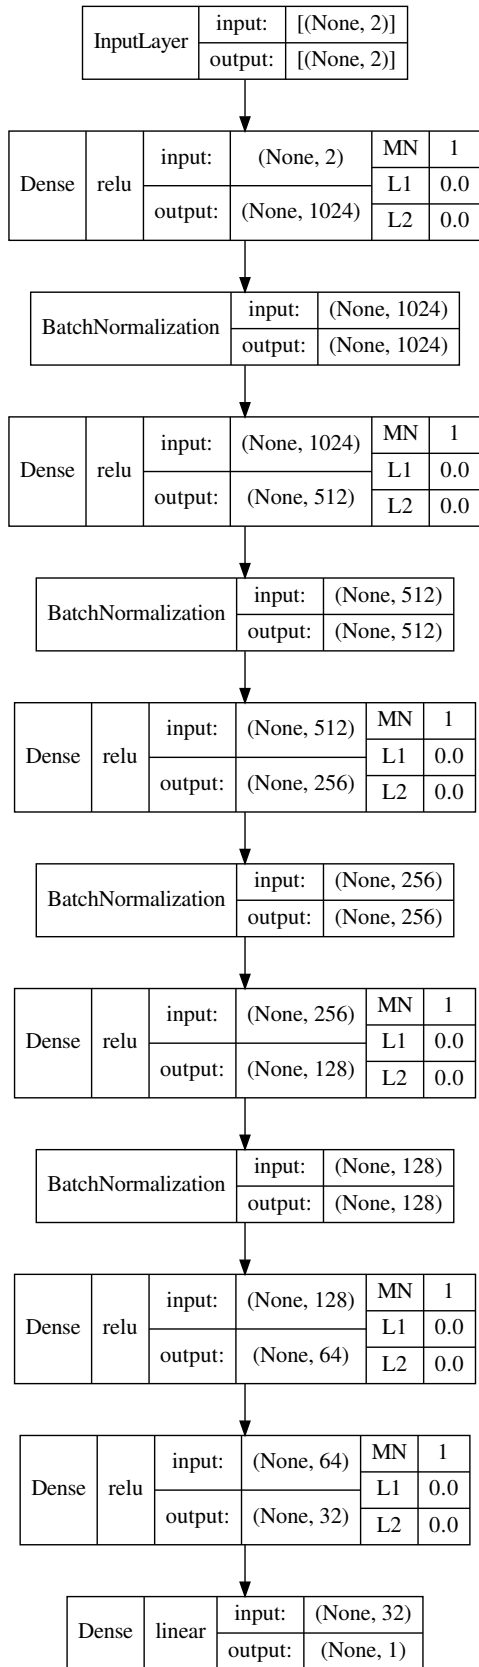 InputLayer input: [(None, 2)]
output: [(None, 2)]
Dense relu input: (None, 2) MN 1
L1 0.0
output: (None, 1024) L2 0.0
BatchNormalization input: (None, 1024)
output: (None, 1024)
Dense relu input: (None, 1024) MN 1
L1 0.0
output: (None, 512) L2 0.0
BatchNormalization input: (None, 512)
output: (None, 512)
Dense relu input: (None, 512) MN 1
L1 0.0
output: (None, 256) L2 0.0
BatchNormalization input: (None, 256)
output: (None, 256)
Dense relu input: (None, 256) MN 1
L1 0.0
output: (None, 128) L2 0.0
BatchNormalization input: (None, 128)
output: (None, 128)
Dense relu input: (None, 128) MN 1
L1 0.0
output: (None, 64) L2 0.0
Dense relu input: (None, 64) MN 1
L1 0.0
output: (None, 32) L2 0.0
Dense linear input: (None, 32)
output: (None, 1)